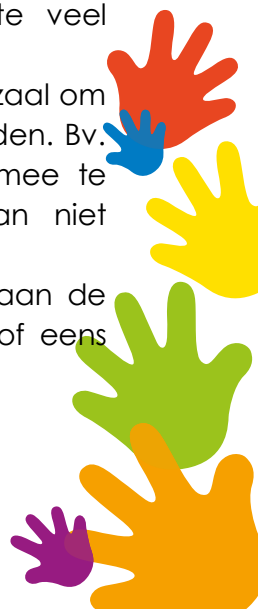 te veel
zaal om
den. Bv.
mee te
an niet
aan de
of eens